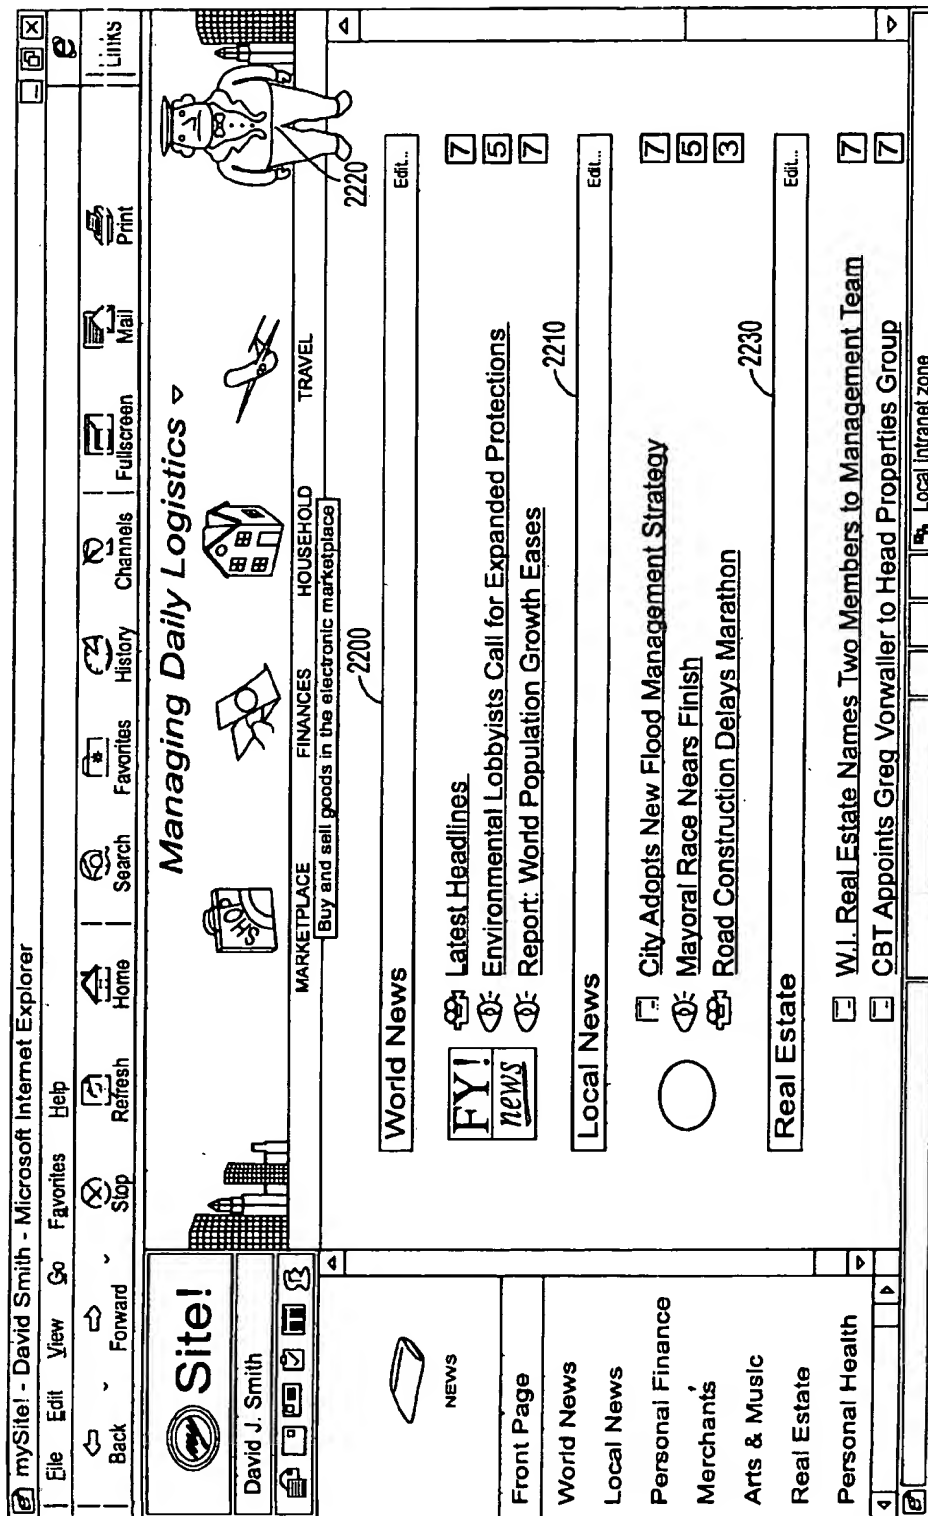 mySite! - David Smith - Microsoft Internet Explorer
File Edit View Go Favorites Help
Back Forward Stop Refresh Home Search Favorites History Channels Fullscreen Mail Print Links
my Site!
David J. Smith
Managing Daily Logistics
SHOP
MARKETPLACE FINANCES HOUSEHOLD TRAVEL
Buy and sell goods in the electronic marketplace
2220
2200
NEWS
Front Page
World News
Local News
Personal Finance
Merchants'
Arts & Music
Real Estate
Personal Health
World News Edit...
FY!
news
Latest Headlines 7
Environmental Lobbyists Call for Expanded Protections 5
Report: World Population Growth Eases 7
2210
Local News Edit...
City Adopts New Flood Management Strategy 7
Mayoral Race Nears Finish 5
Road Construction Delays Marathon 3
2230
Real Estate Edit...
W.I. Real Estate Names Two Members to Management Team 7
CBT Appoints Greg Vorwaller to Head Properties Group 7
Local intranet zone